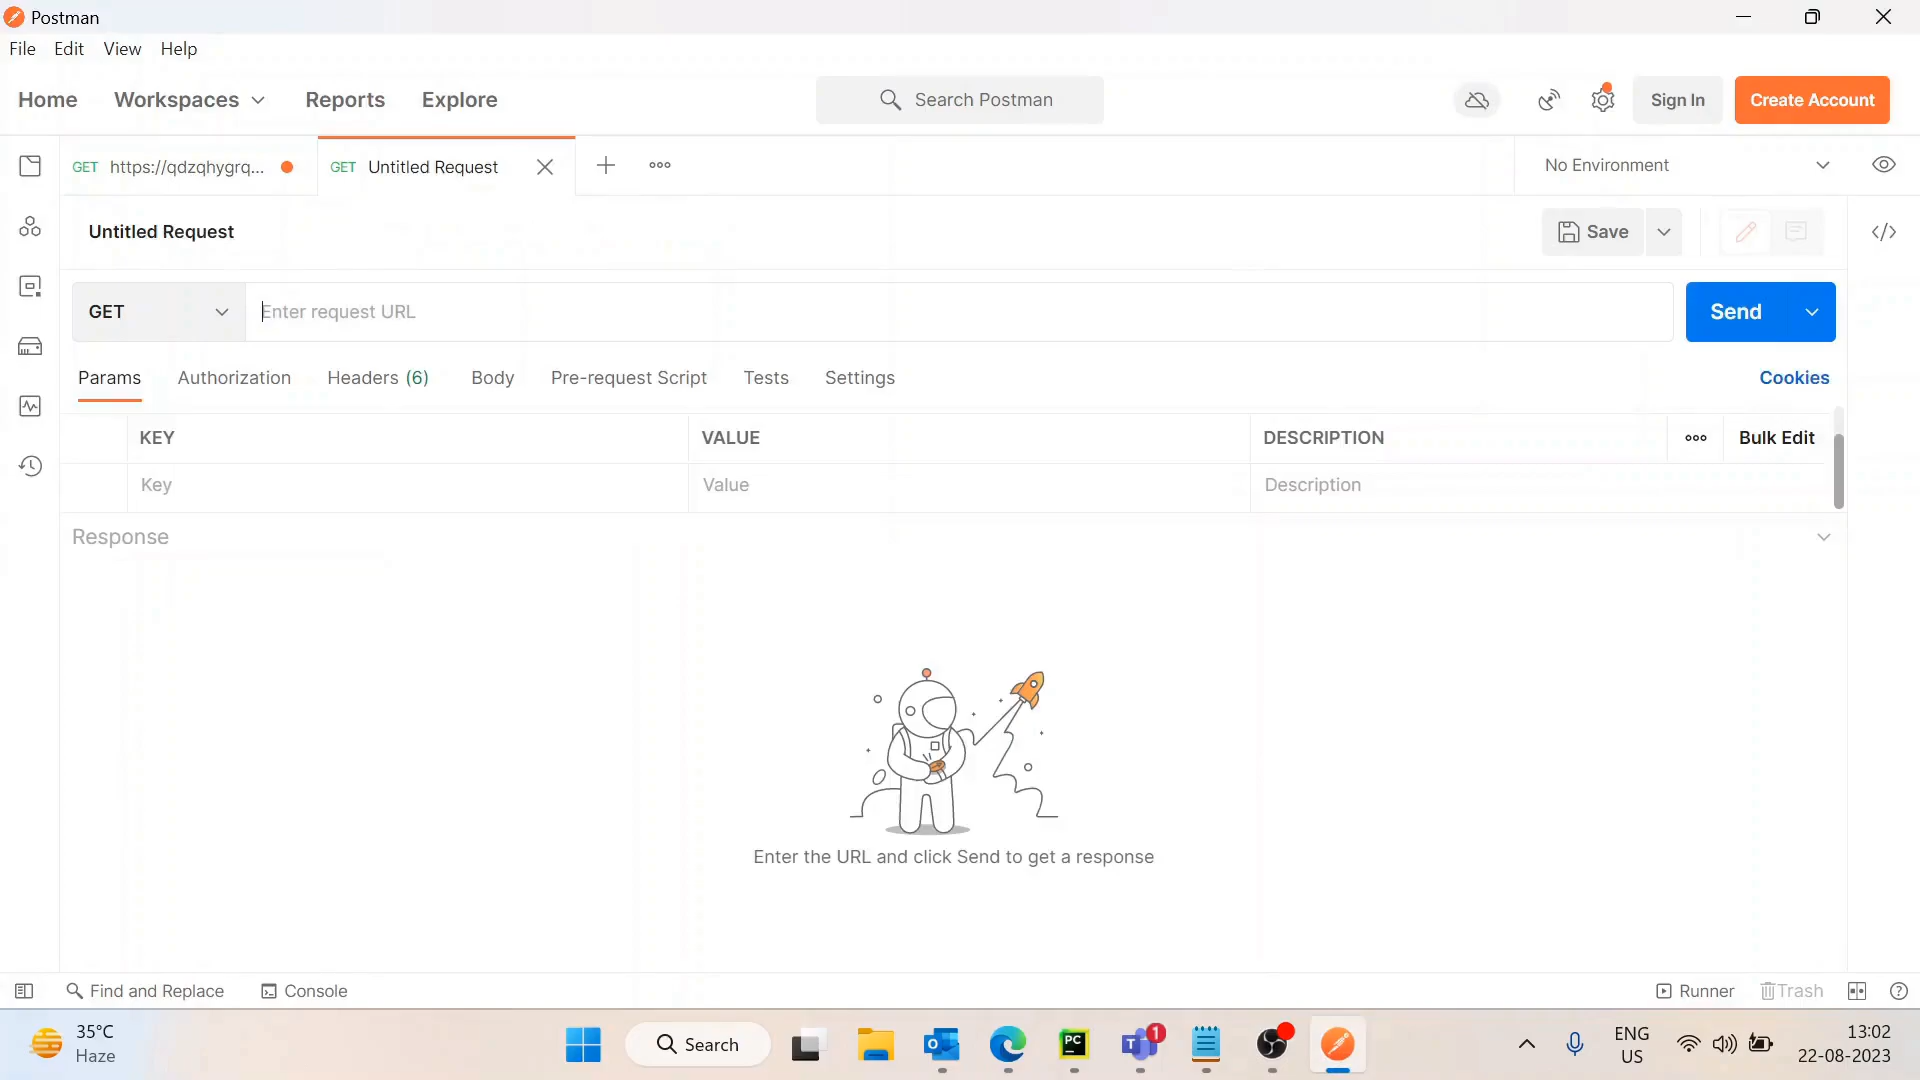 Postman
File Edit View Help
Home Workspaces Reports Explore Search Postman Sign In Create Account
GET https://qdzqhygrq... GET Untitled Request No Environment
Untitled Request Save
GET Enter request URL Send
Params Authorization Headers (6) Body Pre-request Script Tests Settings Cookies
KEY VALUE DESCRIPTION Bulk Edit
Key Value Description
Response
Enter the URL and click Send to get a response
Find and Replace Console Runner Trash
35°C
Haze
Search
PC
1
ENG
US
13:02
22-08-2023